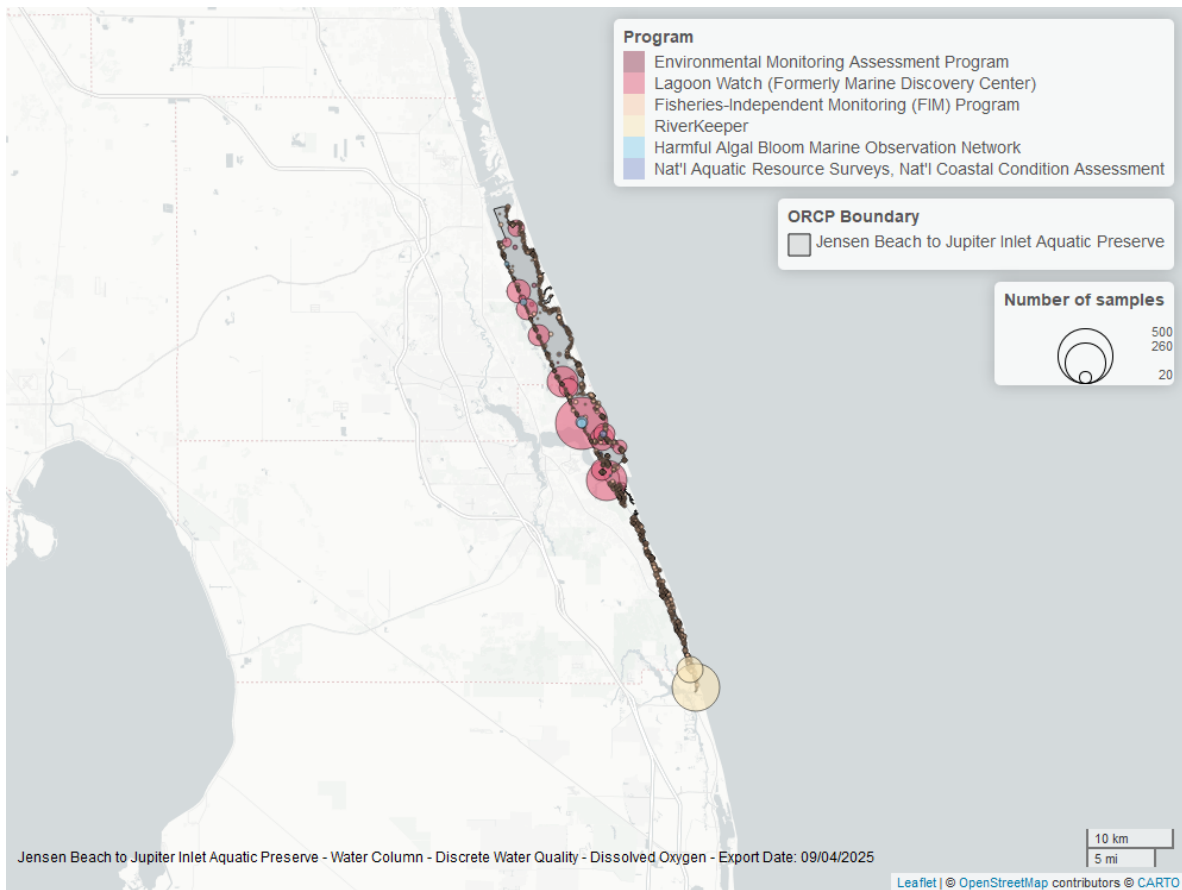 Program
Environmental Monitoring Assessment Program
Lagoon Watch (Formerly Marine Discovery Center)
Fisheries-Independent Monitoring (FIM) Program
RiverKeeper
Harmful Algal Bloom Marine Observation Network
Nat'l Aquatic Resource Surveys, Nat'l Coastal Condition Assessment
ORCP Boundary
Jensen Beach to Jupiter Inlet Aquatic Preserve
Number of samples
500
260
20
10 km
5 mi
Jensen Beach to Jupiter Inlet Aquatic Preserve - Water Column - Discrete Water Quality - Dissolved Oxygen - Export Date: 09/04/2025
Leaflet | © OpenStreetMap contributors © CARTO